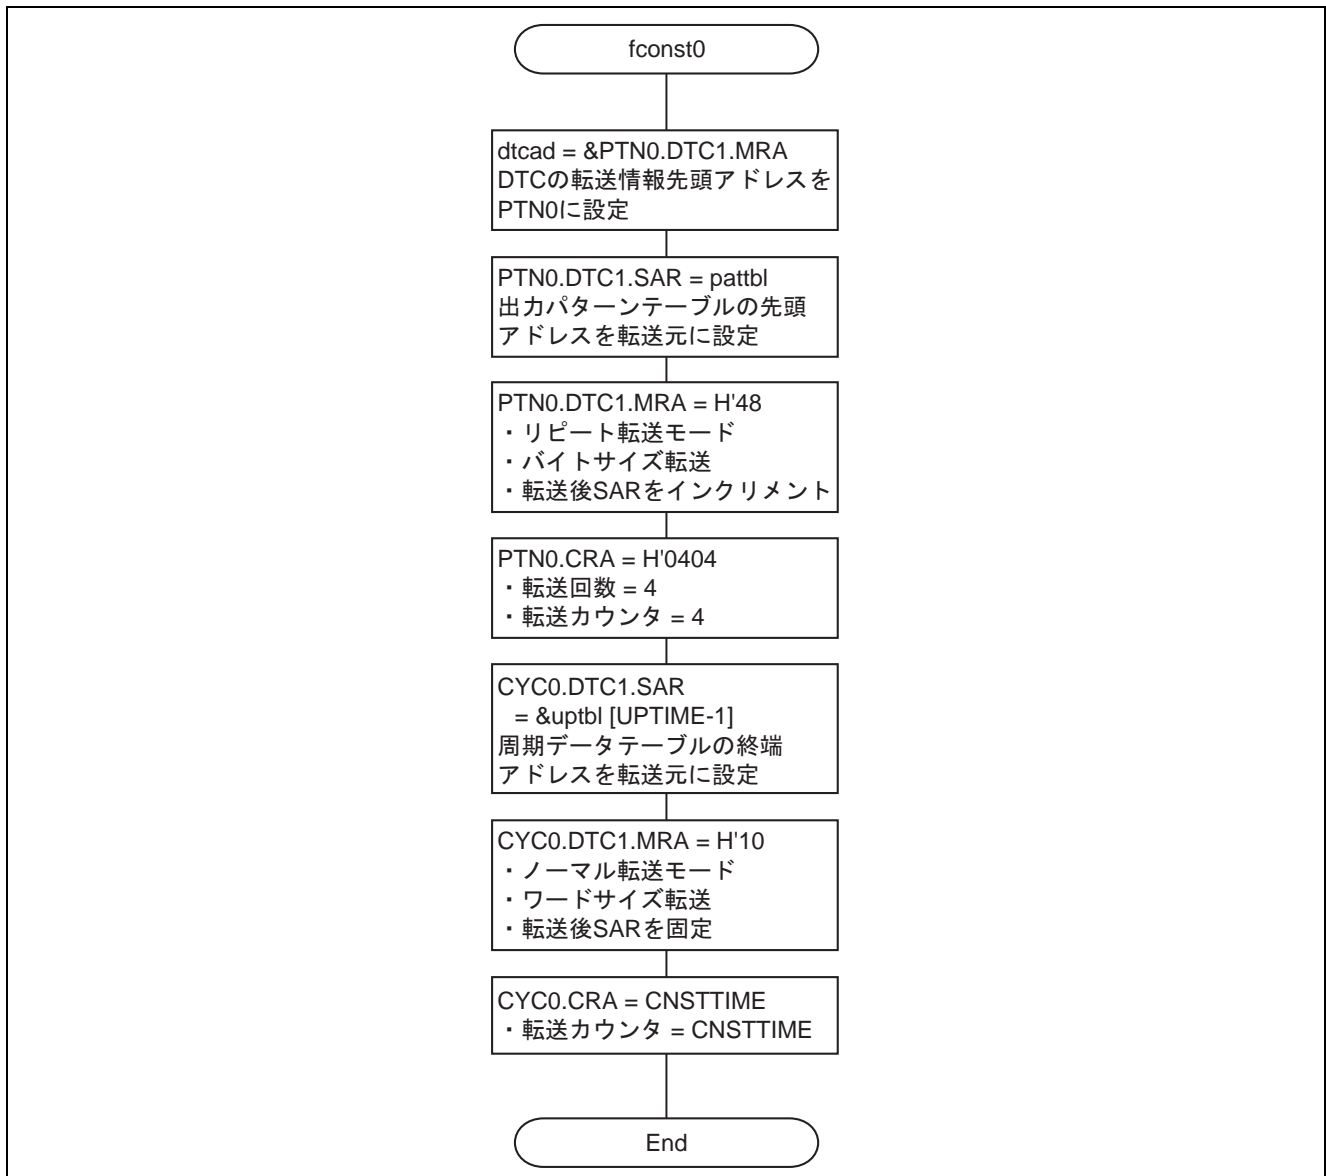 fconst0
dtcad = &PTN0.DTC1.MRA
DTCの転送情報先頭アドレスを
PTN0に設定
PTN0.DTC1.SAR = pattbl
出力パターンテーブルの先頭
アドレスを転送元に設定
PTN0.DTC1.MRA = H'48
・リピート転送モード
・バイトサイズ転送
・転送後SARをインクリメント
PTN0.CRA = H'0404
・転送回数 = 4
・転送カウンタ = 4
CYC0.DTC1.SAR
= &uptbl [UPTIME-1]
周期データテーブルの終端
アドレスを転送元に設定
CYC0.DTC1.MRA = H'10
・ノーマル転送モード
・ワードサイズ転送
・転送後SARを固定
CYC0.CRA = CNSTTIME
・転送カウンタ = CNSTTIME
End